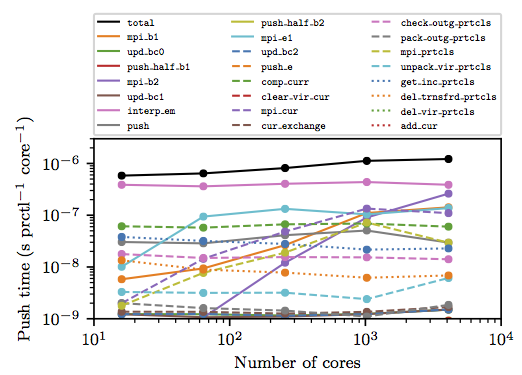 total push_half_b2 check_outg_prtcls
mpi_b1 mpi_e1 pack_outg_prtcls
upd_bc0 upd_bc2 mpi_prtcls
push_half_b1 push_e unpack_vir_prtcls
mpi_b2 comp_curr get_inc_prtcls
upd_bc1 clear_vir_cur del_trnsfrd_prtcls
interp_em mpi_cur del_vir_prtcls
push cur_exchange add_cur
Push time (s prctl⁻¹ core⁻¹)
10⁻⁶
10⁻⁷
10⁻⁸
10⁻⁹
10¹ 10² 10³ 10⁴
Number of cores